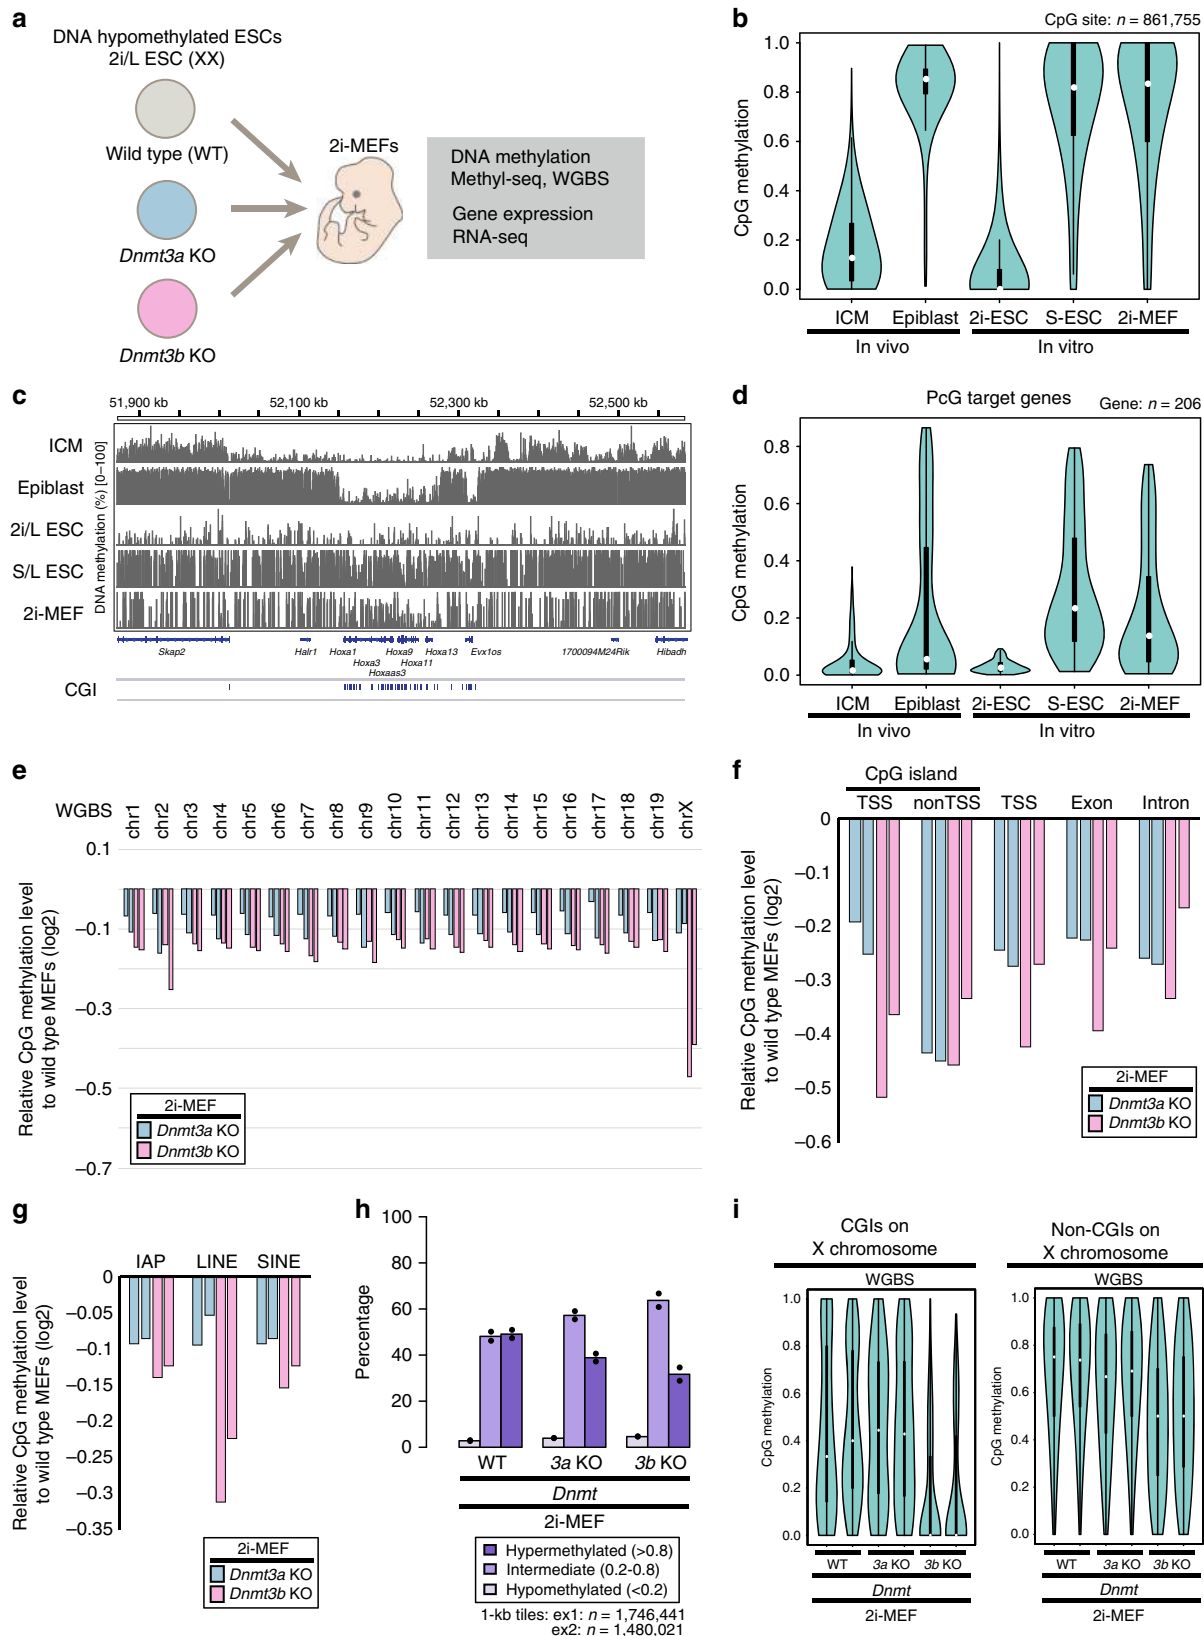 a
DNA hypomethylated ESCs
2i/L ESC (XX)
Wild type (WT)
Dnmt3a KO
Dnmt3b KO
2i-MEFs
DNA methylation
Methyl-seq, WGBS
Gene expression
RNA-seq
b
CpG site: n = 861,755
CpG methylation
1.0
0.8
0.6
0.4
0.2
0.0
ICM Epiblast 2i-ESC S-ESC 2i-MEF
In vivo In vitro
c
51,900 kb 52,100 kb 52,300 kb 52,500 kb
DNA methylation (%) [0–100]
ICM
Epiblast
2i/L ESC
S/L ESC
2i-MEF
Skap2 Halr1 Hoxa1 Hoxa9 Hoxa13 Evx1os 1700094M24Rik Hibadh
Hoxa3 Hoxa11
Hoxaas3
CGI
d
PcG target genes
Gene: n = 206
CpG methylation
0.8
0.6
0.4
0.2
0.0
ICM Epiblast 2i-ESC S-ESC 2i-MEF
In vivo In vitro
e
WGBS
chr1 chr2 chr3 chr4 chr5 chr6 chr7 chr8 chr9 chr10 chr11 chr12 chr13 chr14 chr15 chr16 chr17 chr18 chr19 chrX
Relative CpG methylation level
to wild type MEFs (log2)
0.1
−0.1
−0.3
−0.5
−0.7
2i-MEF
Dnmt3a KO
Dnmt3b KO
f
CpG island
TSS nonTSS TSS Exon Intron
Relative CpG methylation level
to wild type MEFs (log2)
0
−0.1
−0.2
−0.3
−0.4
−0.5
−0.6
2i-MEF
Dnmt3a KO
Dnmt3b KO
g
IAP LINE SINE
Relative CpG methylation level
to wild type MEFs (log2)
0
−0.05
−0.1
−0.15
−0.2
−0.25
−0.3
−0.35
2i-MEF
Dnmt3a KO
Dnmt3b KO
h
Percentage
100
80
60
40
20
0
WT 3a KO 3b KO
Dnmt
2i-MEF
Hypermethylated (>0.8)
Intermediate (0.2-0.8)
Hypomethylated (<0.2)
1-kb tiles: ex1: n = 1,746,441
ex2: n = 1,480,021
i
CGIs on
X chromosome
WGBS
CpG methylation
1.0
0.8
0.6
0.4
0.2
0.0
WT 3a KO 3b KO
Dnmt
2i-MEF
Non-CGIs on
X chromosome
WGBS
CpG methylation
1.0
0.8
0.6
0.4
0.2
0.0
WT 3a KO 3b KO
Dnmt
2i-MEF